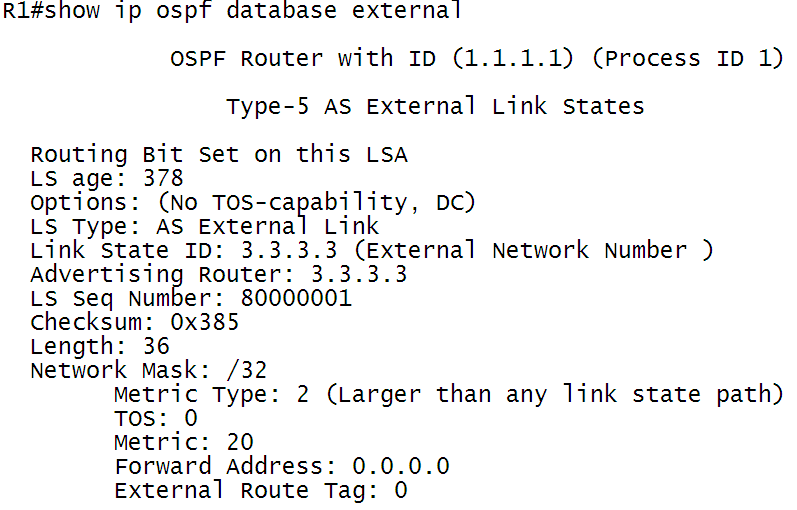 R1#show ip ospf database external
OSPF Router with ID (1.1.1.1) (Process ID 1)
Type-5 AS External Link States
Routing Bit Set on this LSA
LS age: 378
Options: (No TOS-capability, DC)
LS Type: AS External Link
Link State ID: 3.3.3.3 (External Network Number )
Advertising Router: 3.3.3.3
LS Seq Number: 80000001
Checksum: 0x385
Length: 36
Network Mask: /32
Metric Type: 2 (Larger than any link state path)
TOS: 0
Metric: 20
Forward Address: 0.0.0.0
External Route Tag: 0